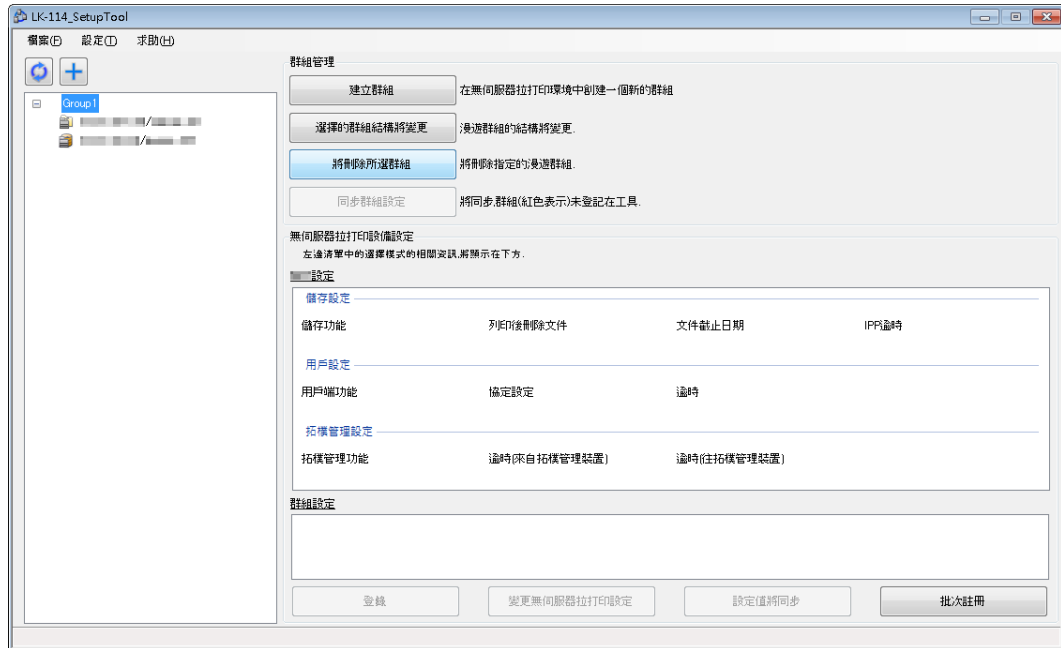 LK-114_SetupTool
檔案(F) 設定(T) 求助(H)
Group1
群組管理
建立群組 在無伺服器拉打印環境中創建一個新的群組
選擇的群組結構將變更 漫遊群組的結構將變更.
將刪除所選群組 將刪除指定的漫遊群組.
同步群組設定 將同步,群組(紅色表示)未登記在工具.
無伺服器拉打印設備設定
左邊清單中的選擇模式的相關資訊,將顯示在下方.
設定
儲存設定
儲存功能 列印後刪除文件 文件截止日期 IPP逾時
用戶設定
用戶端功能 協定設定 逾時
拓樸管理設定
拓樸管理功能 逾時(來自拓樸管理裝置) 逾時(往拓樸管理裝置)
群組設定
登錄 變更無伺服器拉打印設定 設定值將同步 批次註冊